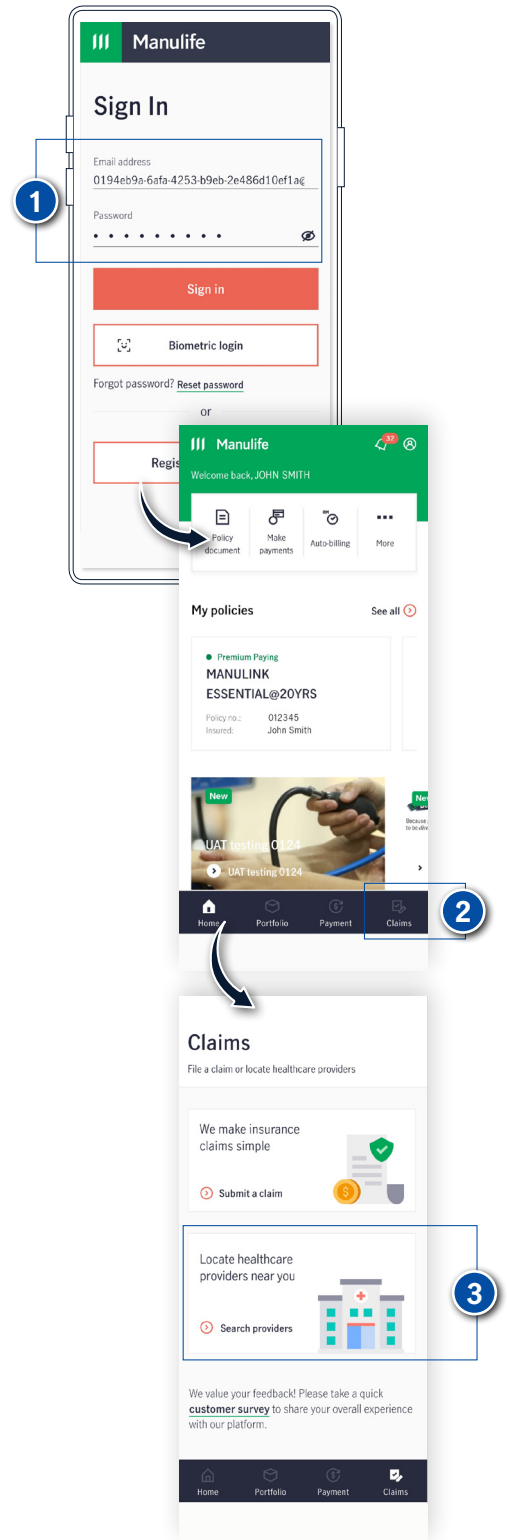 Manulife
Sign In
Email address
0194eb9a-6afa-4253-b9eb-2e486d10ef1a@
1
Password
Sign in
Biometric login
Forgot password? Reset password
or
Regis
Manulife
37
Welcome back, JOHN SMITH
Policy document
Make payments
Auto-billing
More
My policies
See all
Premium Paying
MANULINK
ESSENTIAL@20YRS
Policy no.: 012345
Insured: John Smith
New
New
Because
to be
UAT testing 0124
UAT testing 0124
Home
Portfolio
Payment
Claims
2
Claims
File a claim or locate healthcare providers
We make insurance
claims simple
Submit a claim
Locate healthcare
providers near you
3
Search providers
We value your feedback! Please take a quick
customer survey to share your overall experience
with our platform.
Home
Portfolio
Payment
Claims